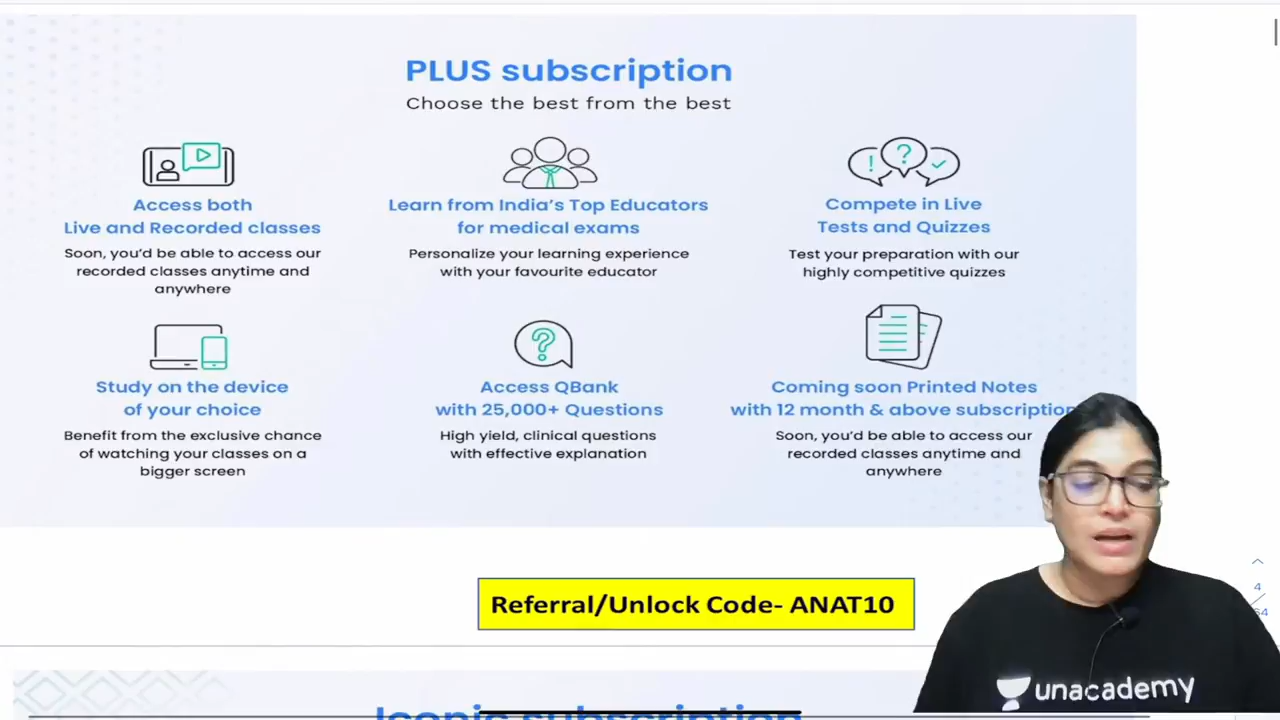 PLUS subscription
Choose the best from the best
Access both
Live and Recorded classes
Soon, you'd be able to access our
recorded classes anytime and
anywhere
Learn from India's Top Educators
for medical exams
Personalize your learning experience
with your favourite educator
Compete in Live
Tests and Quizzes
Test your preparation with our
highly competitive quizzes
Study on the device
of your choice
Benefit from the exclusive chance
of watching your classes on a
bigger screen
Access QBank
with 25,000+ Questions
High yield, clinical questions
with effective explanation
Coming soon Printed Notes
with 12 month & above subscription
Soon, you'd be able to access our
recorded classes anytime and
anywhere
Referral/Unlock Code- ANAT10
4
64
unacademy
Iconic subscription